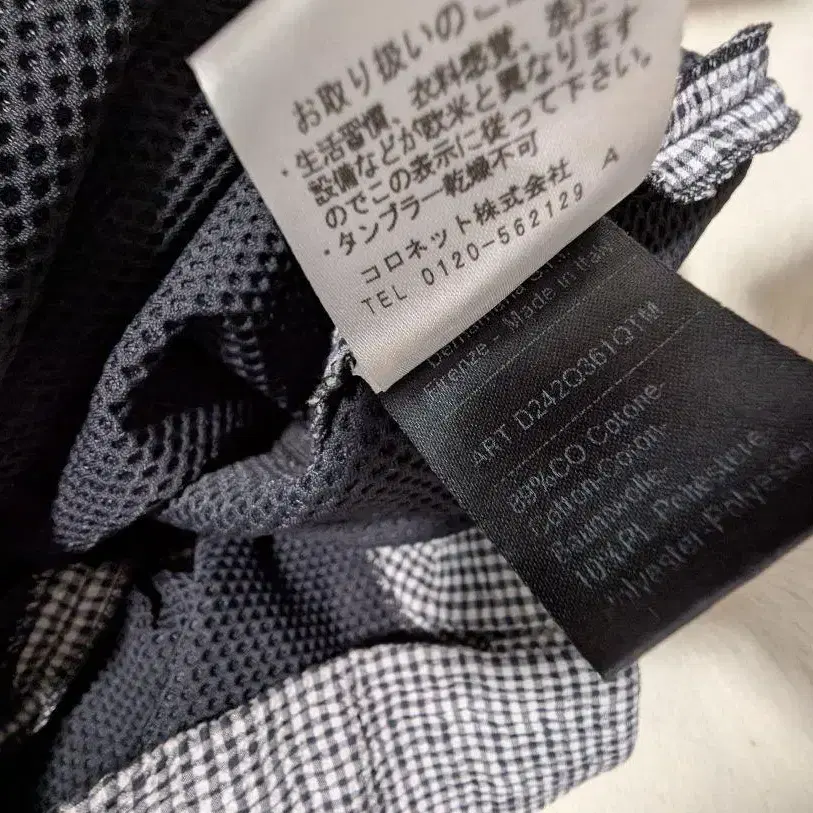 お取り扱いのご
・生活習慣、衣料感覚、洗た
設備などが欧米と異なります
のでこの表示に従って下さい。
・タンブラー乾燥不可
コロネット株式会社
TEL 0120-562129 A
Firenze - Made in Italy
ART D242Q361QTM
89%CO Cotone-
Cotton-Coton-
Baumwolle-
10%PL Poliestere-
Polyester-Polyester